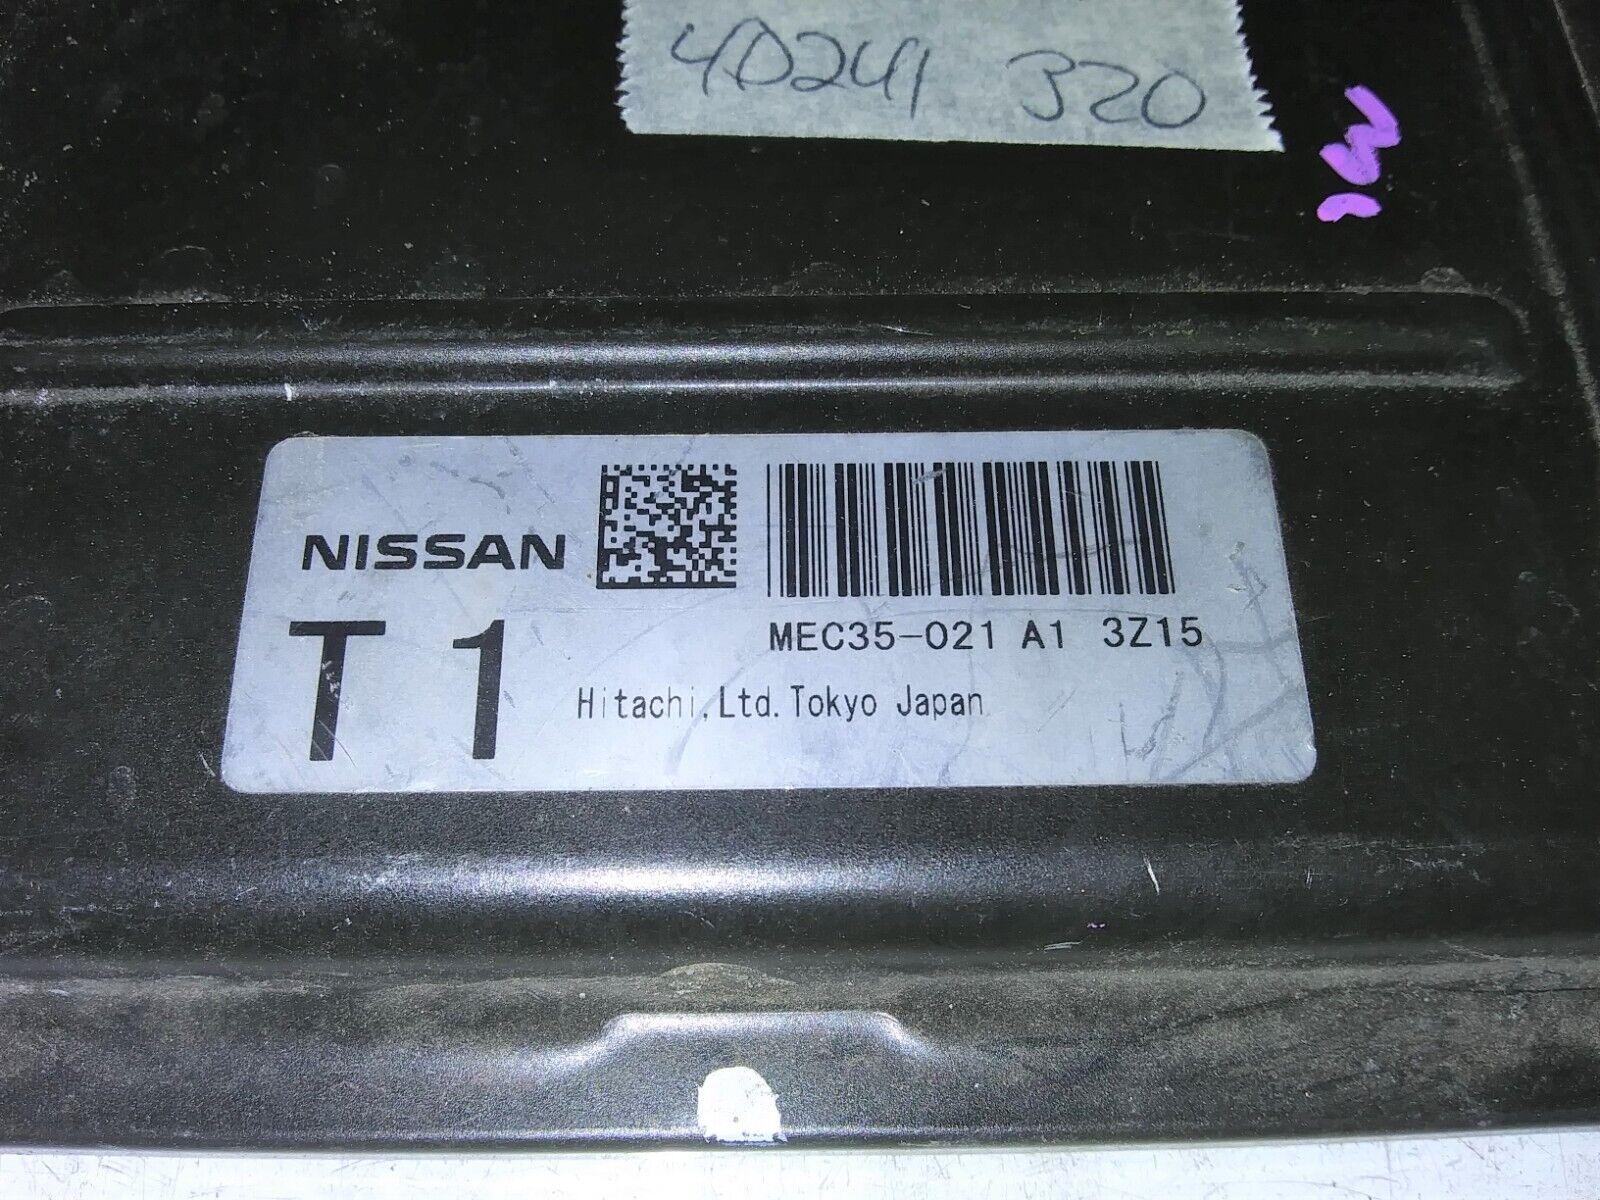 4D241 320
NISSAN
T1
MEC35-021 A1 3Z15
Hitachi, Ltd. Tokyo Japan